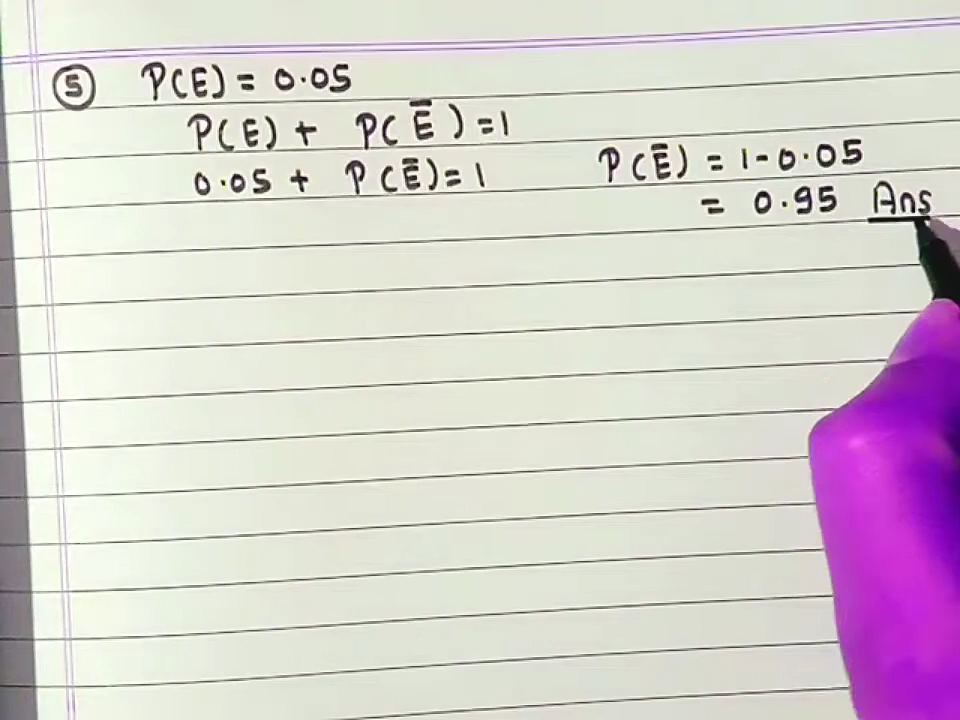 ⑤ P(E) = 0.05
P(E) + P(E̅) = 1
0.05 + P(E̅) = 1
P(E̅) = 1 - 0.05
= 0.95 Ans